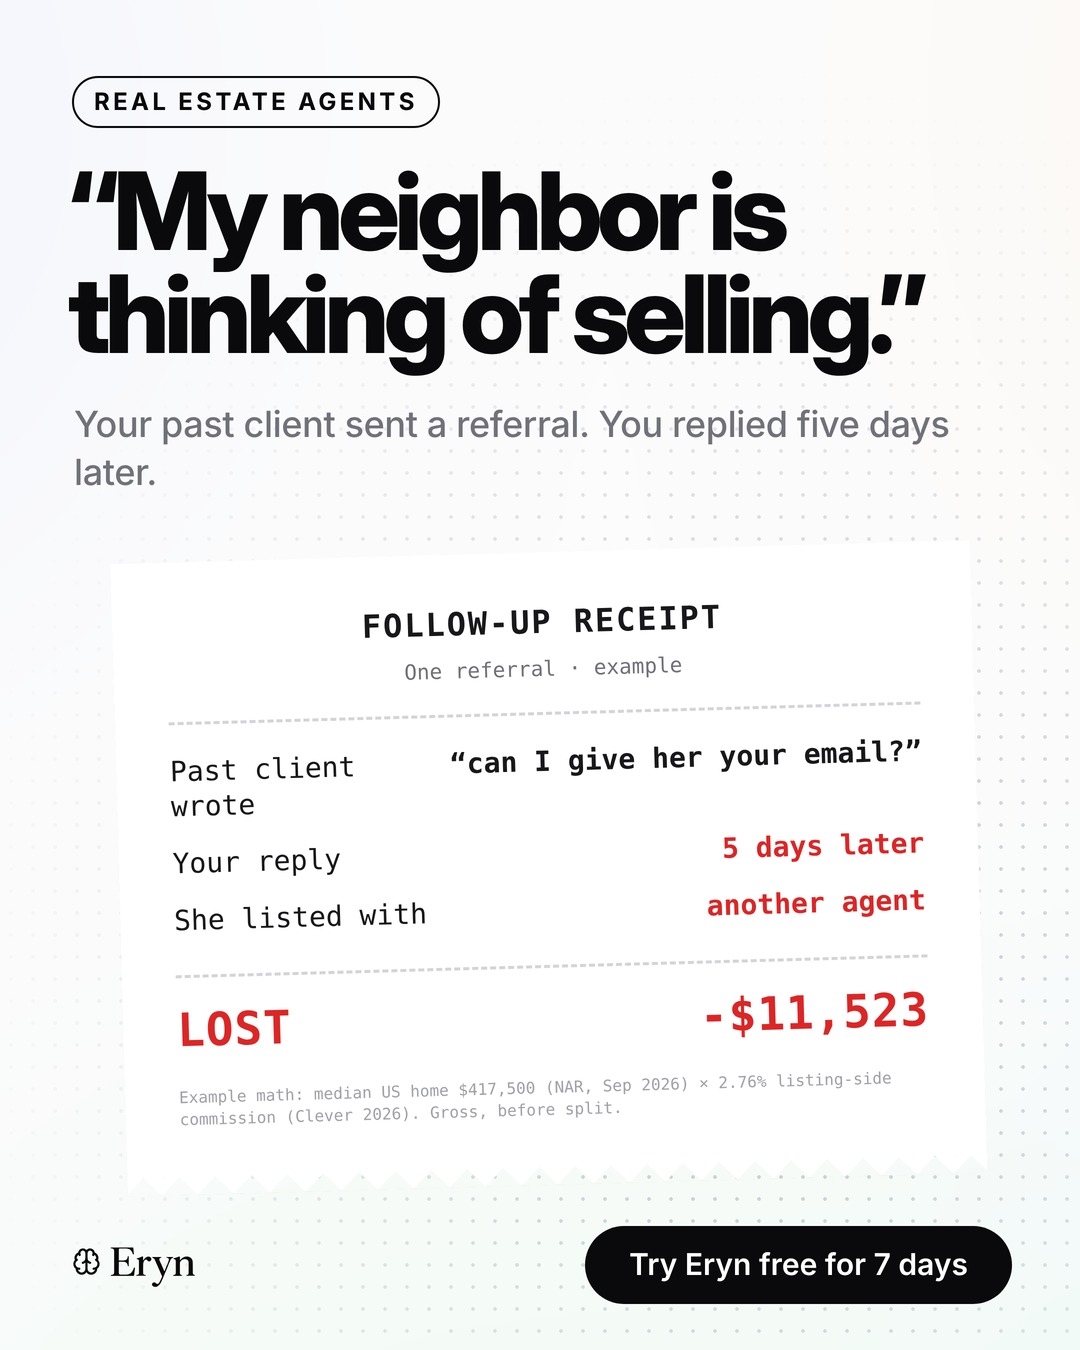 REAL ESTATE AGENTS
“My neighbor is
thinking of selling.”
Your past client sent a referral. You replied five days
later.
FOLLOW-UP RECEIPT
One referral · example
Past client wrote “can I give her your email?”
Your reply 5 days later
She listed with another agent
LOST -$11,523
Example math: median US home $417,500 (NAR, Sep 2026) × 2.76% listing-side
commission (Clever 2026). Gross, before split.
Eryn
Try Eryn free for 7 days